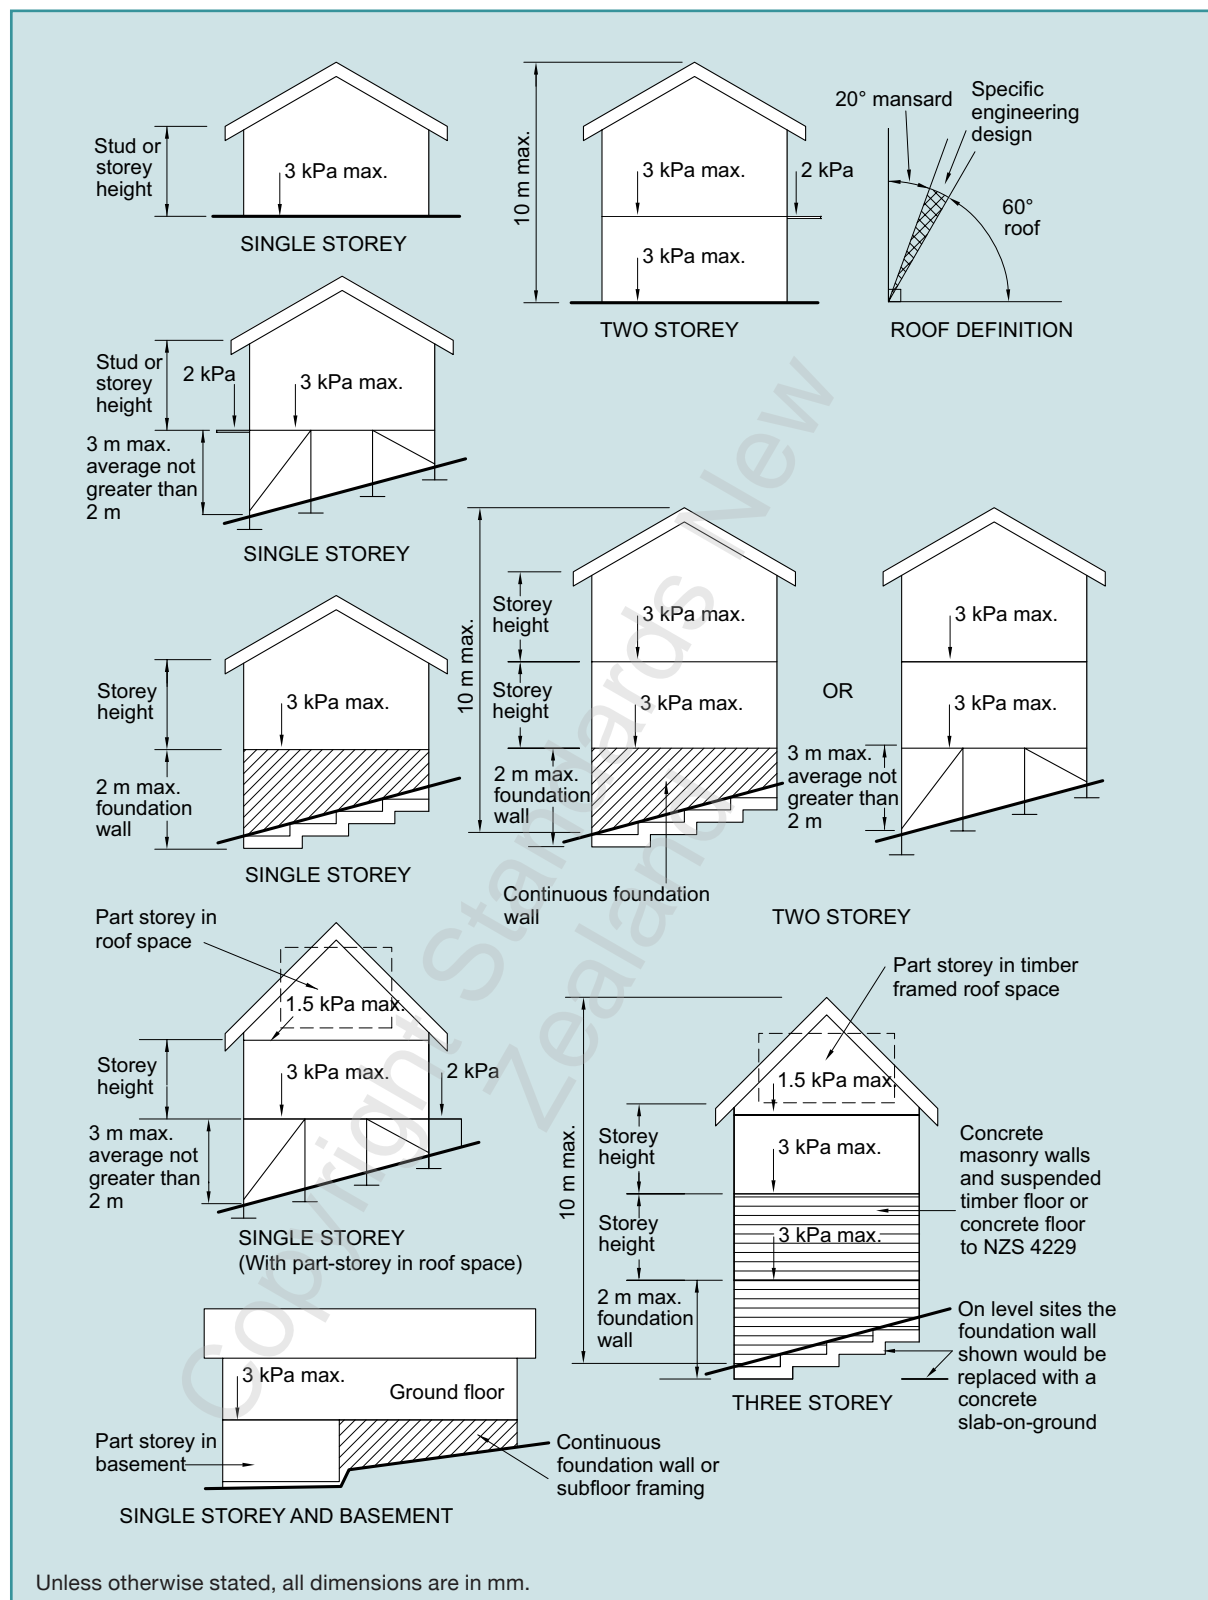 Stud or
storey
height
3 kPa max.
SINGLE STOREY
10 m max.
3 kPa max.
2 kPa
3 kPa max.
TWO STOREY
20° mansard
Specific
engineering
design
60°
roof
ROOF DEFINITION
Stud or
storey
height
2 kPa
3 kPa max.
3 m max.
average not
greater than
2 m
SINGLE STOREY
Storey
height
3 kPa max.
2 m max.
foundation
wall
SINGLE STOREY
10 m max.
Storey
height
3 kPa max.
Storey
height
3 kPa max.
2 m max.
foundation
wall
Continuous foundation
wall
OR
3 kPa max.
3 kPa max.
3 m max.
average not
greater than
2 m
TWO STOREY
Part storey in
roof space
1.5 kPa max.
Storey
height
3 kPa max.
2 kPa
3 m max.
average not
greater than
2 m
SINGLE STOREY
(With part-storey in roof space)
Part storey in timber
framed roof space
10 m max.
1.5 kPa max.
Storey
height
3 kPa max.
Storey
height
3 kPa max.
2 m max.
foundation
wall
Concrete
masonry walls
and suspended
timber floor or
concrete floor
to NZS 4229
On level sites the
foundation wall
shown would be
replaced with a
concrete
slab-on-ground
THREE STOREY
3 kPa max.
Ground floor
Part storey in
basement
Continuous
foundation wall or
subfloor framing
SINGLE STOREY AND BASEMENT
Unless otherwise stated, all dimensions are in mm.
Copyright Standards New
Zealand